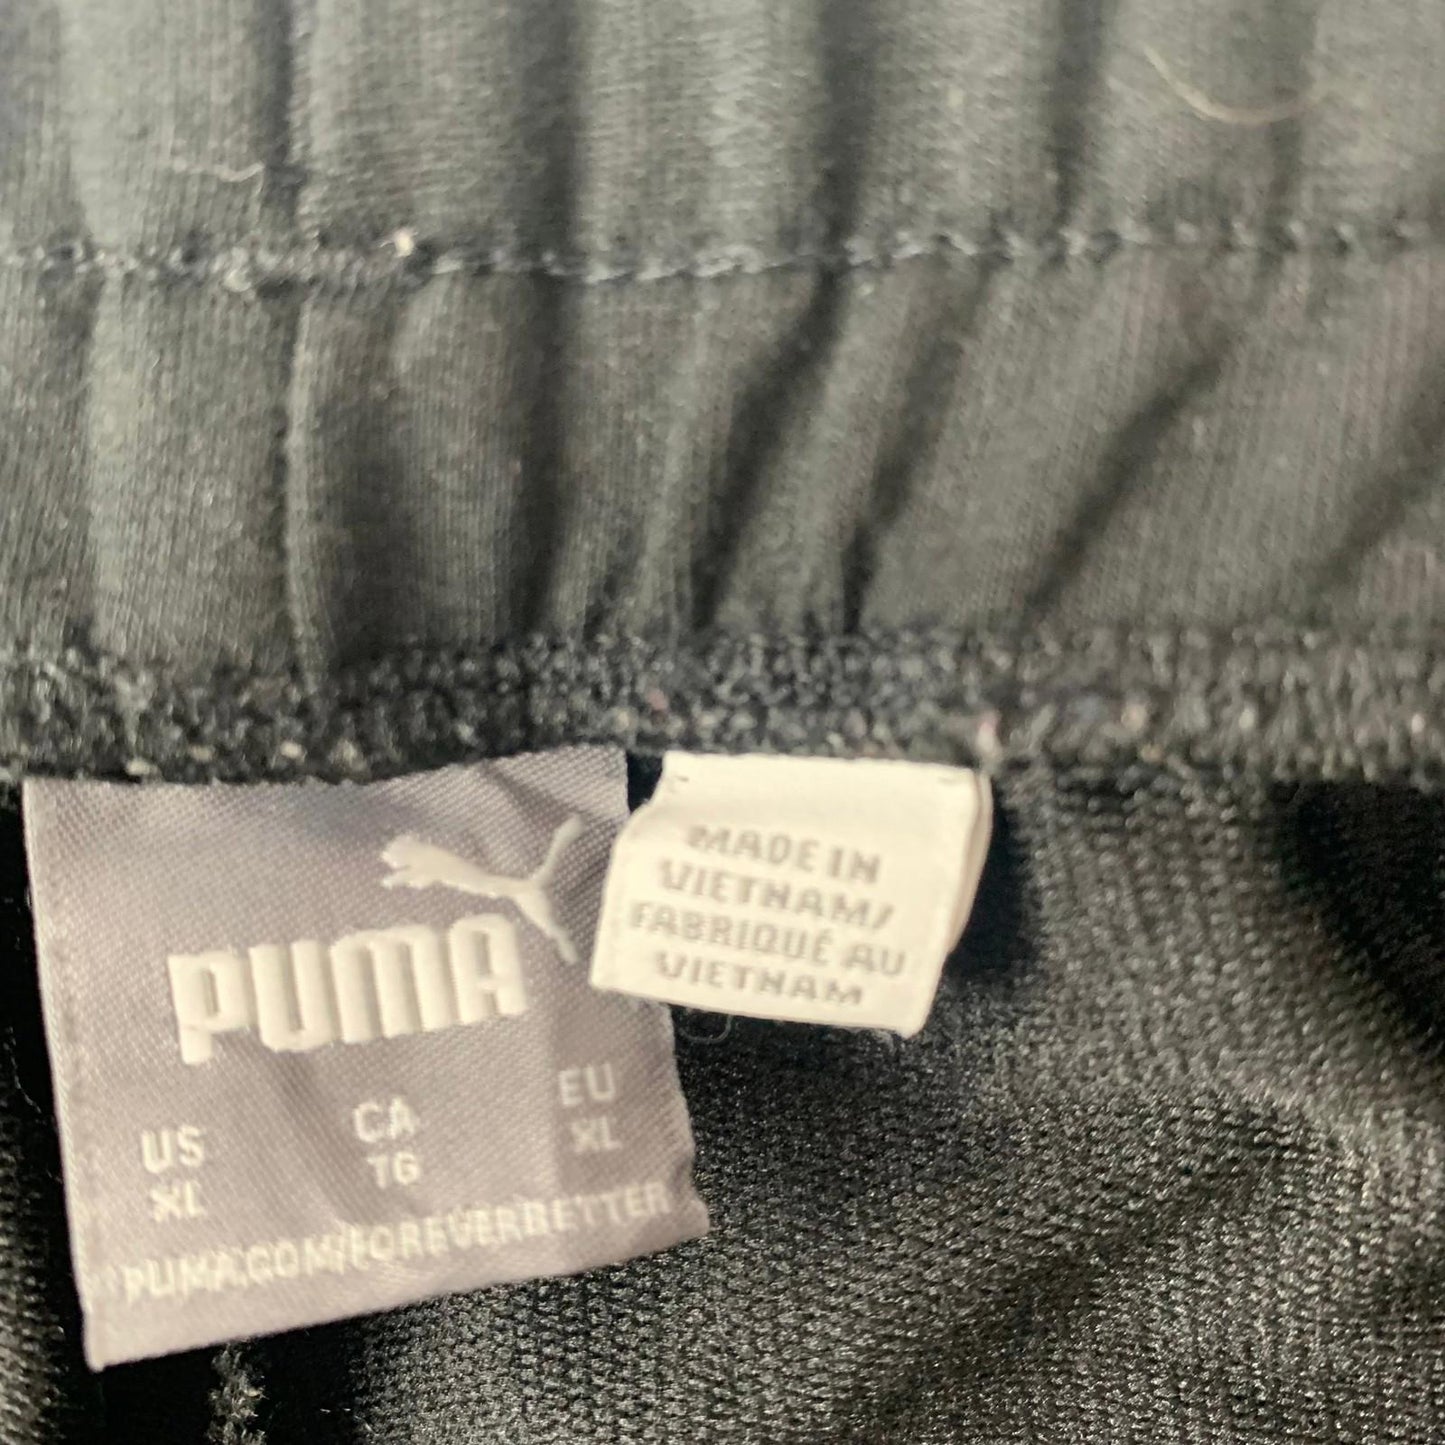 PUMA
US CA EU
XL TG XL
PUMA.COM/FOREVERBETTER
MADE IN
VIETNAM/
FABRIQUÉ AU
VIETNAM